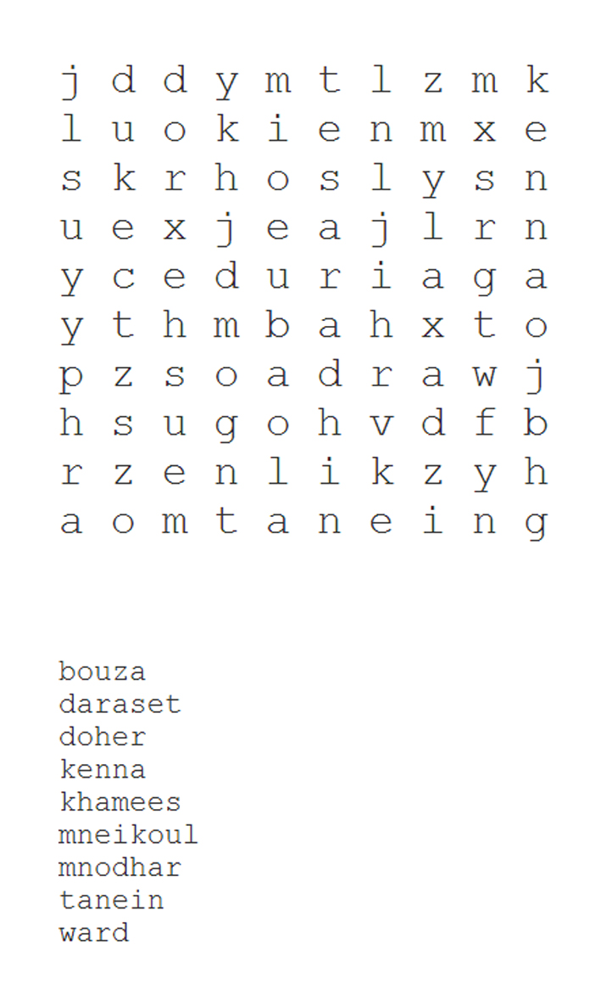 j d d y m t l z m k
l u o k i e n m x e
s k r h o s l y s n
u e x j e a j l r n
y c e d u r i a g a
y t h m b a h x t o
p z s o a d r a w j
h s u g o h v d f b
r z e n l i k z y h
a o m t a n e i n g
bouza
daraset
doher
kenna
khamees
mneikoul
mnodhar
tanein
ward